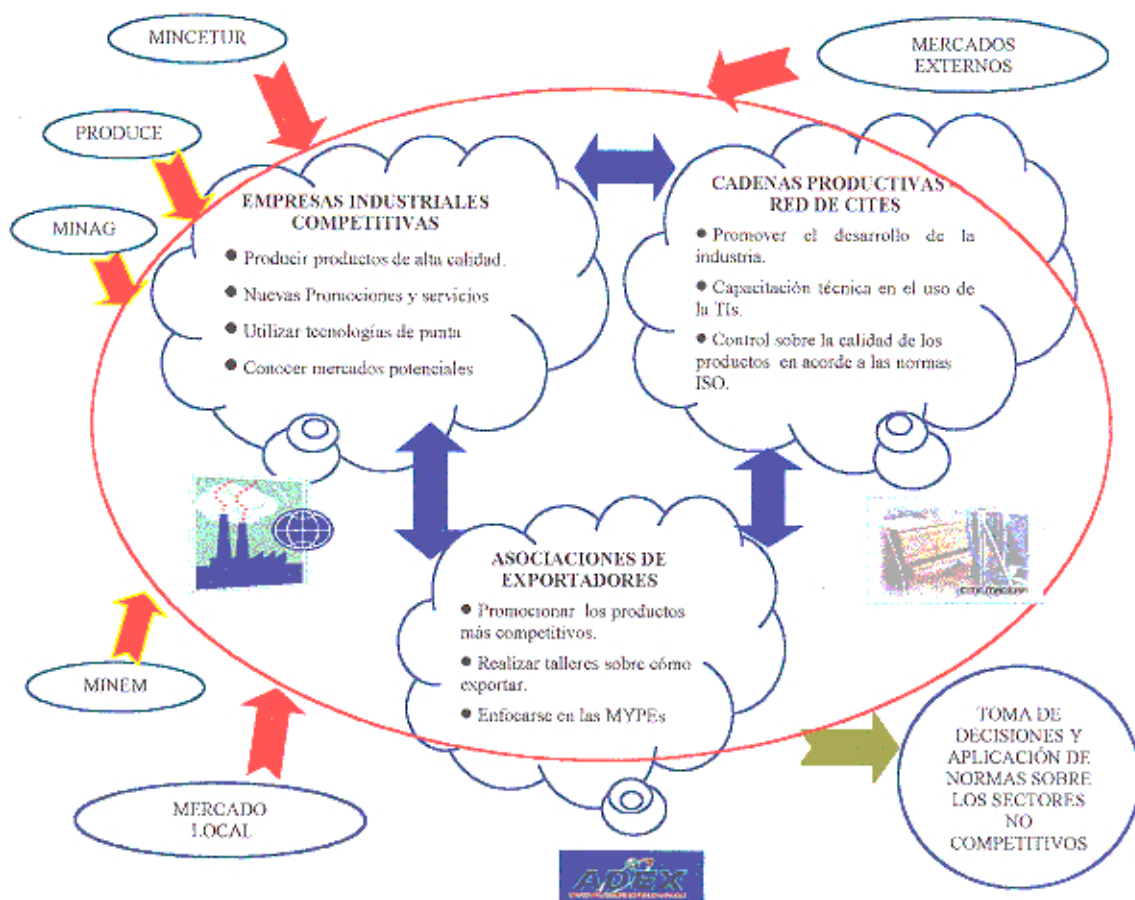 MINCETUR
MERCADOS
EXTERNOS
PRODUCE
MINAG
EMPRESAS INDUSTRIALES
COMPETITIVAS
● Producir productos de alta calidad.
● Nuevas Promociones y servicios
● Utilizar tecnologías de punta
● Conocer mercados potenciales
CADENAS PRODUCTIVAS -
RED DE CITES
● Promover el desarrollo de la
industria.
● Capacitación técnica en el uso de
la TIs.
● Control sobre la calidad de los
productos en acorde a las normas
ISO.
ASOCIACIONES DE
EXPORTADORES
● Promocionar los productos
más competitivos.
● Realizar talleres sobre cómo
exportar.
● Enfocarse en las MYPEs
MINEM
MERCADO
LOCAL
TOMA DE
DECISIONES Y
APLICACIÓN DE
NORMAS SOBRE
LOS SECTORES
NO
COMPETITIVOS
ADEX